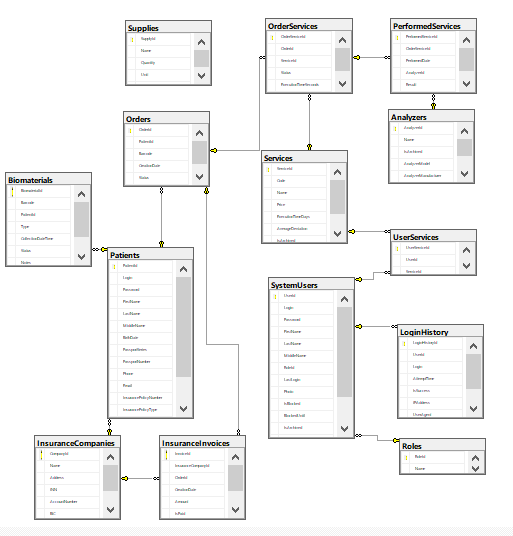 Supplies
SupplyId
Name
Quantity
Unit
OrderServices
OrderServiceId
OrderId
ServiceId
Status
ExecutionTimeSeconds
PerformedServices
PerformedServiceId
OrderServiceId
PerformedDate
AnalyzerId
Result
Orders
OrderId
PatientId
Barcode
CreationDate
Status
Analyzers
AnalyzerId
Name
IsArchived
AnalyzerModel
AnalyzerManufacturer
Services
ServiceId
Code
Name
Price
ExecutionTimeDays
AverageDeviation
IsArchived
Biomaterials
BiomaterialId
Barcode
PatientId
Type
CollectionDateTime
Status
Notes
UserServices
UserServiceId
UserId
ServiceId
Patients
PatientId
Login
Password
FirstName
LastName
MiddleName
BirthDate
PassportSeries
PassportNumber
Phone
Email
InsurancePolicyNumber
InsurancePolicyType
SystemUsers
UserId
Login
Password
FirstName
LastName
MiddleName
RoleId
LastLogin
Photo
IsBlocked
BlockedUntil
IsArchived
LoginHistory
LoginHistoryId
UserId
Login
AttemptTime
IsSuccess
IPAddress
UserAgent
InsuranceCompanies
CompanyId
Name
Address
INN
AccountNumber
BIC
InsuranceInvoices
InvoiceId
InsuranceCompanyId
OrderId
CreationDate
Amount
IsPaid
Roles
RoleId
Name